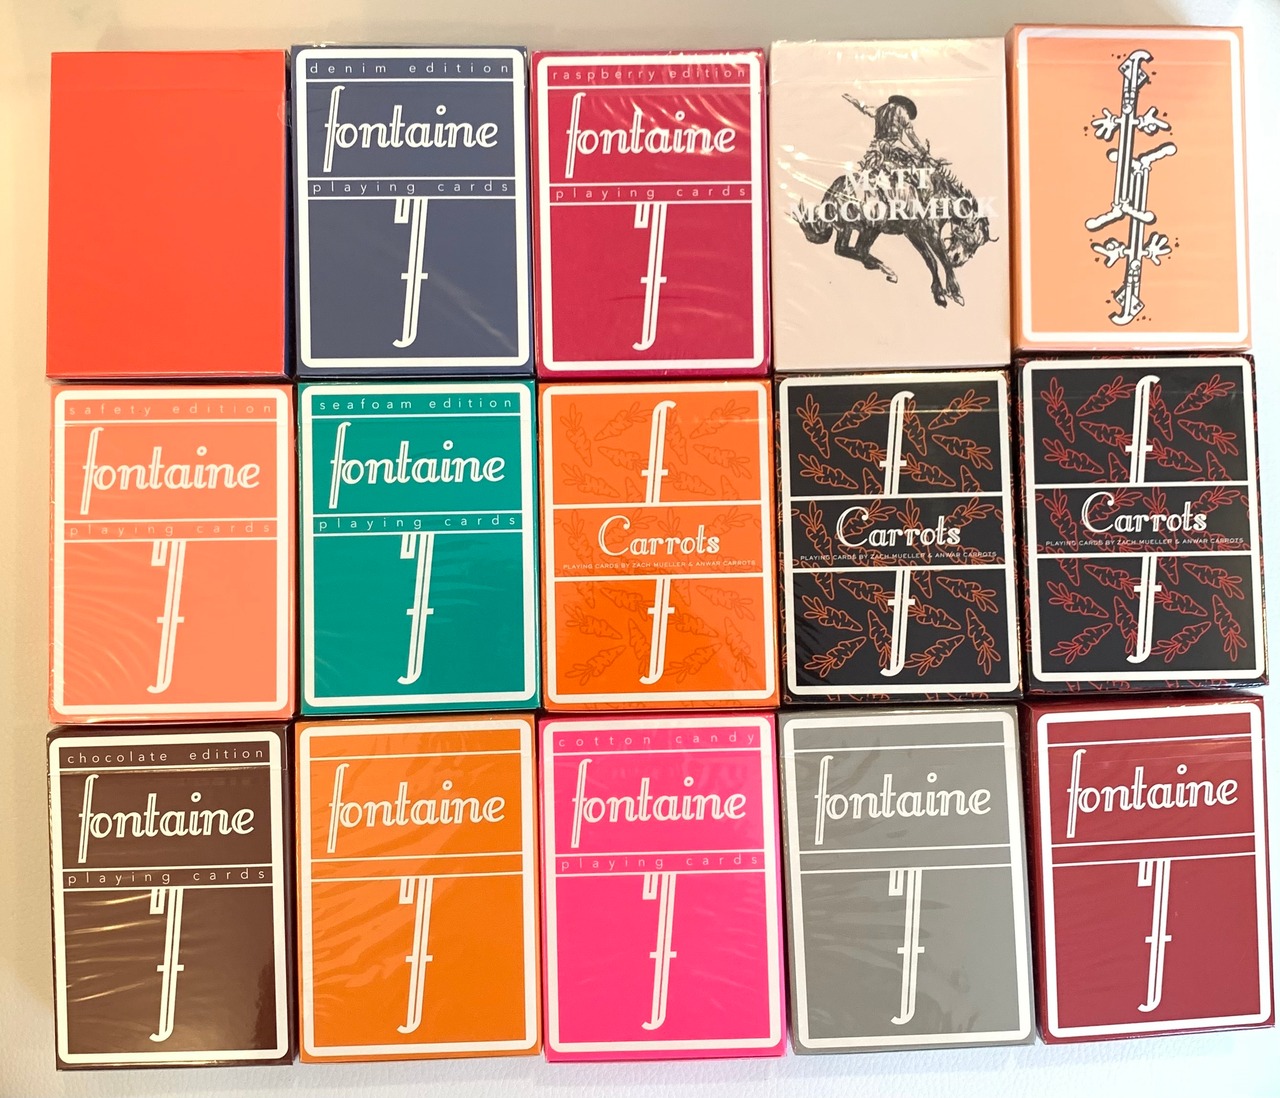 denim edition
fontaine
playing cards
raspberry edition
fontaine
playing cards
MATT
MCCORMICK
safety edition
fontaine
playing cards
seafoam edition
fontaine
playing cards
Carrots
PLAYING CARDS BY ZACH MUELLER & ANWAR CARROTS
Carrots
PLAYING CARDS BY ZACH MUELLER & ANWAR CARROTS
Carrots
PLAYING CARDS BY ZACH MUELLER & ANWAR CARROTS
chocolate edition
fontaine
playing cards
fontaine
cotton candy
fontaine
playing cards
fontaine
fontaine